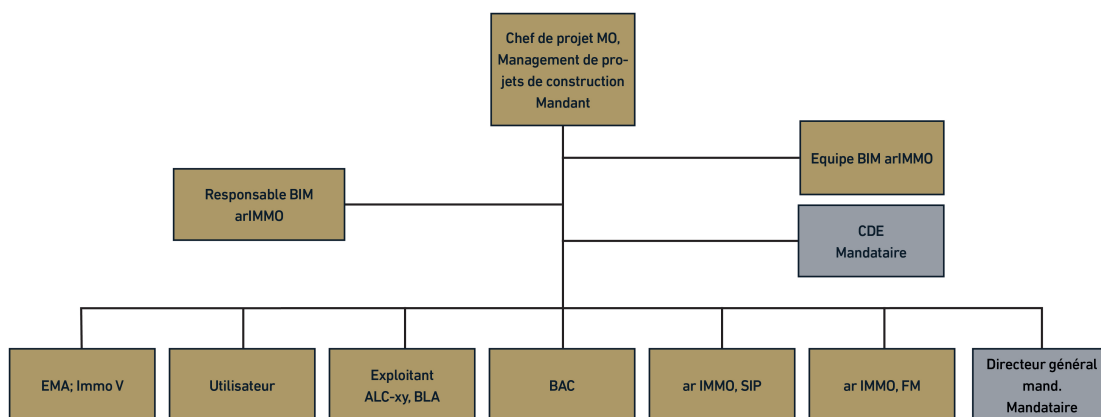 Chef de projet MO,
Management de pro-
jets de construction
Mandant
Equipe BIM arIMMO
Responsable BIM
arIMMO
CDE
Mandataire
EMA; Immo V
Utilisateur
Exploitant
ALC-xy, BLA
BAC
ar IMMO, SIP
ar IMMO, FM
Directeur général
mand.
Mandataire